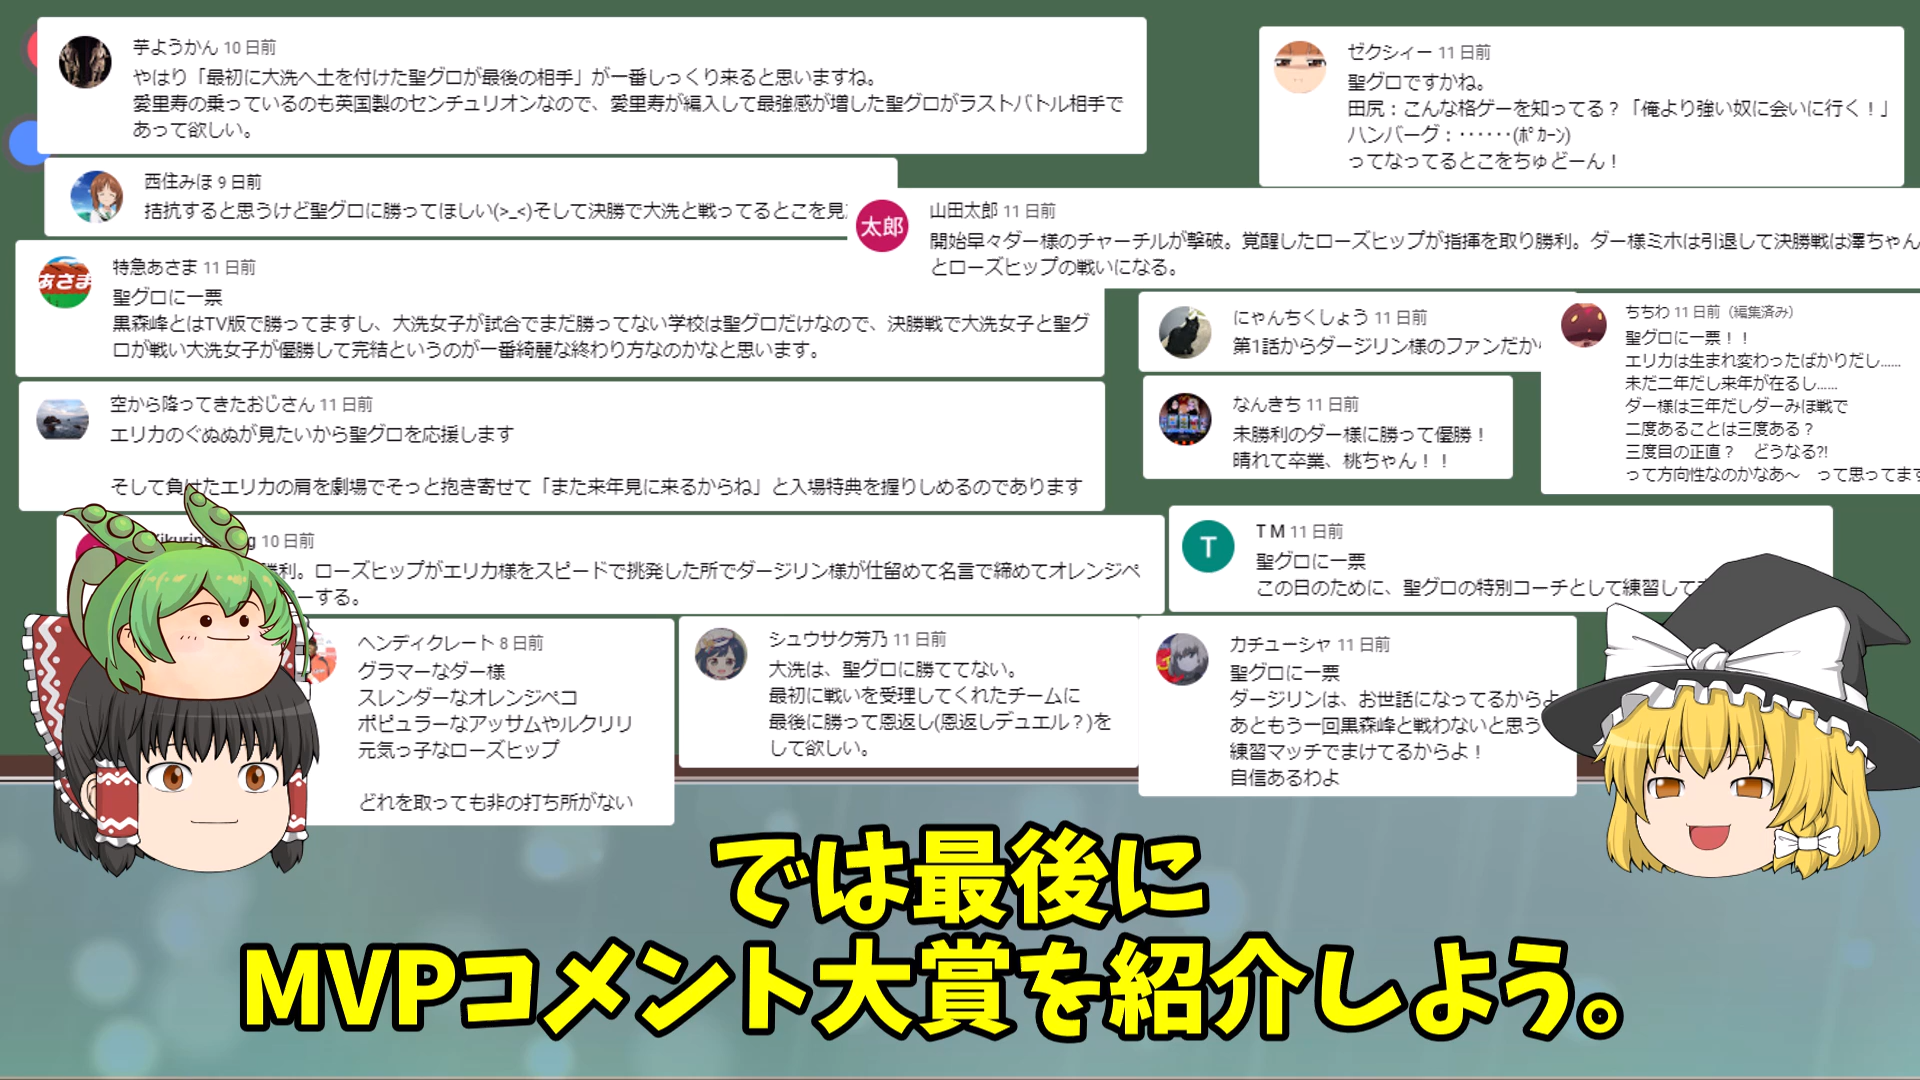 芋ようかん 10 日前
やはり「最初に大洗へ土を付けた聖グロが最後の相手」が一番しっくり来ると思いますね。
愛里寿の乗っているのも英国製のセンチュリオンなので、愛里寿が編入して最強感が増した聖グロがラストバトル相手で
あって欲しい。
ゼクシィー 11 日前
聖グロですかね。
田尻：こんな格ゲーを知ってる？「俺より強い奴に会いに行く！」
ハンバーグ：‥‥‥(ﾎﾟｶｰﾝ)
ってなってるとこをちゅどーん！
西住みほ 9 日前
拮抗すると思うけど聖グロに勝ってほしい(>_<)そして決勝で大洗と戦ってるとこを見
太郎
山田太郎 11 日前
開始早々ダー様のチャーチルが撃破。覚醒したローズヒップが指揮を取り勝利。ダー様ミホは引退して決勝戦は澤ちゃん
とローズヒップの戦いになる。
あさま
特急あさま 11 日前
聖グロに一票
黒森峰とはTV版で勝ってますし、大洗女子が試合でまだ勝ってない学校は聖グロだけなので、決勝戦で大洗女子と聖グ
ロが戦い大洗女子が優勝して完結というのが一番綺麗な終わり方なのかなと思います。
にゃんちくしょう 11 日前
第1話からダージリン様のファンだか
ちちわ 11 日前（編集済み）
聖グロに一票！！
エリカは生まれ変わったばかりだし......
未だ二年だし来年が在るし......
ダー様は三年だしダーみほ戦で
二度あることは三度ある？
三度目の正直？　どうなる?!
って方向性なのかなあ～　って思ってます
空から降ってきたおじさん 11 日前
エリカのぐぬぬが見たいから聖グロを応援します
そして負けたエリカの肩を劇場でそっと抱き寄せて「また来年見に来るからね」と入場特典を握りしめるのであります
なんきち 11 日前
未勝利のダー様に勝って優勝！
晴れて卒業、桃ちゃん！！
10 日前
勝利。ローズヒップがエリカ様をスピードで挑発した所でダージリン様が仕留めて名言で締めてオレンジペ
ーする。
T
T M 11 日前
聖グロに一票
この日のために、聖グロの特別コーチとして練習して
ヘンディクレート 8 日前
グラマーなダー様
スレンダーなオレンジペコ
ポピュラーなアッサムやルクリリ
元気っ子なローズヒップ
どれを取っても非の打ち所がない
シュウサク芳乃 11 日前
大洗は、聖グロに勝ててない。
最初に戦いを受理してくれたチームに
最後に勝って恩返し(恩返しデュエル？)を
して欲しい。
カチューシャ 11 日前
聖グロに一票
ダージリンは、お世話になってるからよ
あともう一回黒森峰と戦わないと思う
練習マッチでまけてるからよ！
自信あるわよ
では最後に
MVPコメント大賞を紹介しよう。